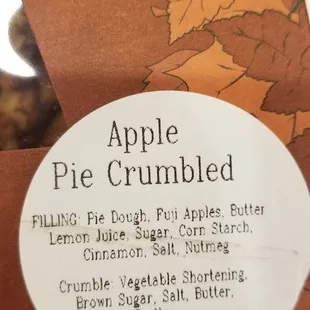 Apple
Pie Crumbled
FILLING: Pie Dough, Fuji Apples, Butter
Lemon Juice, Sugar, Corn Starch,
Cinnamon, Salt, Nutmeg
Crumble: Vegetable Shortening,
Brown Sugar, Salt, Butter,